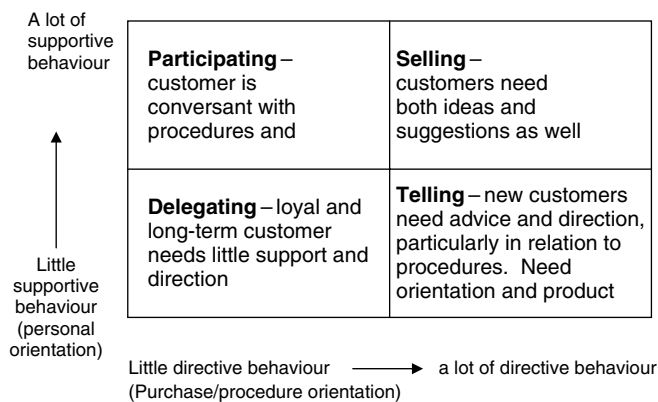 A lot of
supportive
behaviour
Participating – 
customer is
conversant with
procedures and
Selling –
customers need
both ideas and
suggestions as well
Delegating – loyal and
long-term customer
needs little support and
direction
Telling – new customers
need advice and direction,
particularly in relation to
procedures. Need
orientation and product
Little
supportive
behaviour
(personal
orientation)
Little directive behaviour
a lot of directive behaviour
(Purchase/procedure orientation)